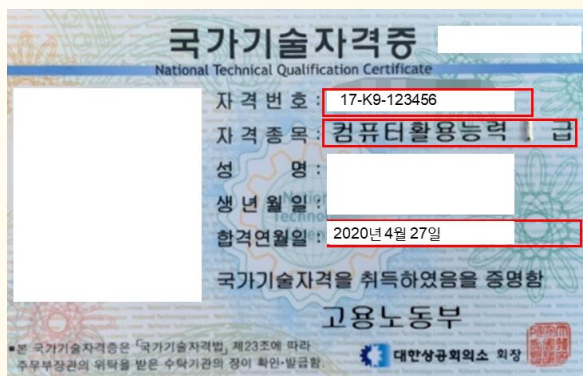 국가기술자격증
National Technical Qualification Certificate
자격번호 : 17-K9-123456
자격종목 : 컴퓨터활용능력 급
성 명 :
생년월일 :
합격연월일 : 2020년 4월 27일
국가기술자격을 취득하였음을 증명함
고용노동부
■본 국가기술자격증은 「국가기술자격법」 제23조에 따라
주무부장관의 위탁을 받은 수탁기관의 장이 확인·발급함.
대한상공회의소 회장